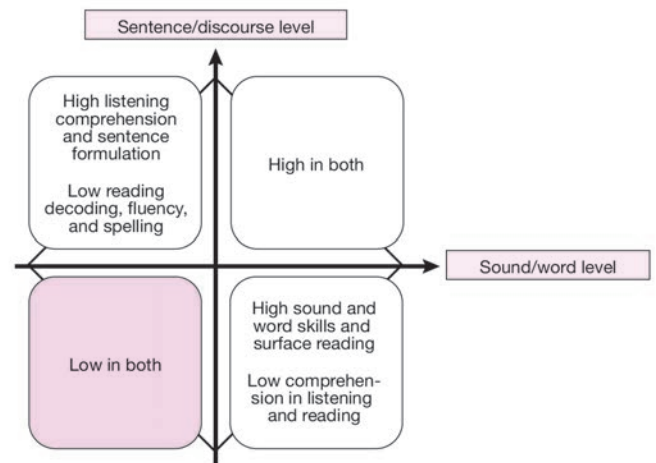 Sentence/discourse level
High listening
comprehension
and sentence
formulation
Low reading
decoding, fluency,
and spelling
High in both
Sound/word level
Low in both
High sound and
word skills and
surface reading
Low comprehen-
sion in listening
and reading